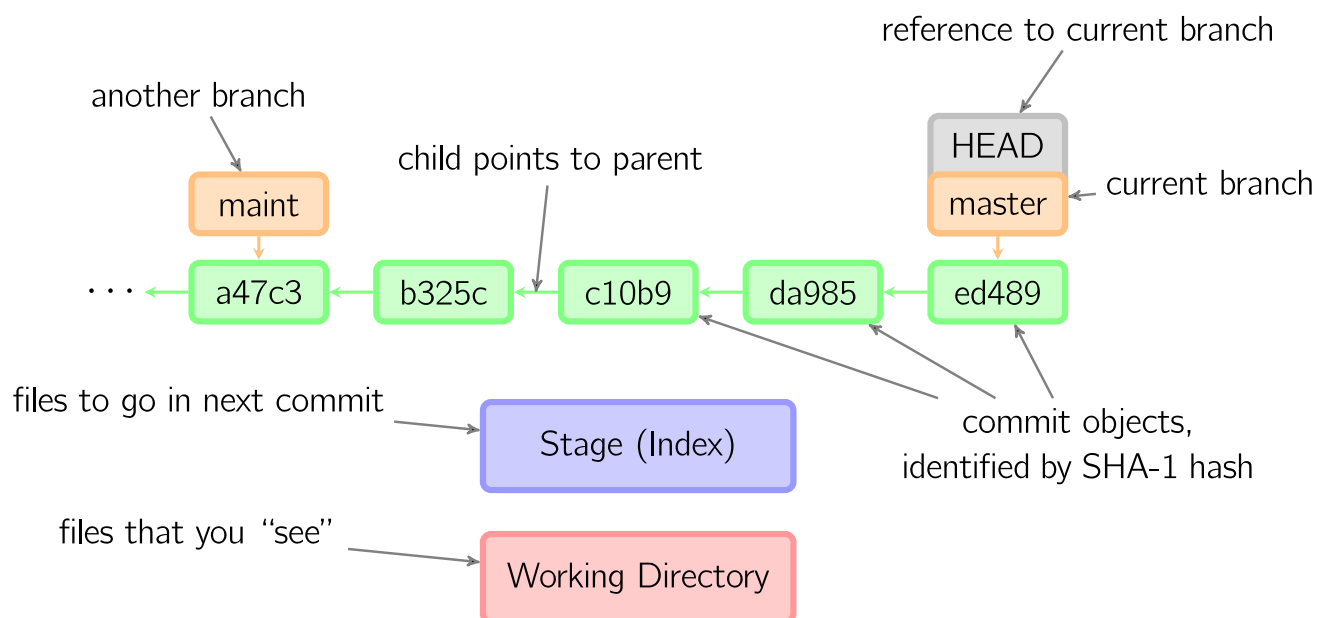 reference to current branch
another branch
HEAD
child points to parent
current branch
maint
master
...
a47c3
b325c
c10b9
da985
ed489
files to go in next commit
commit objects,
Stage (Index)
identified by SHA-1 hash
files that you “see”
Working Directory